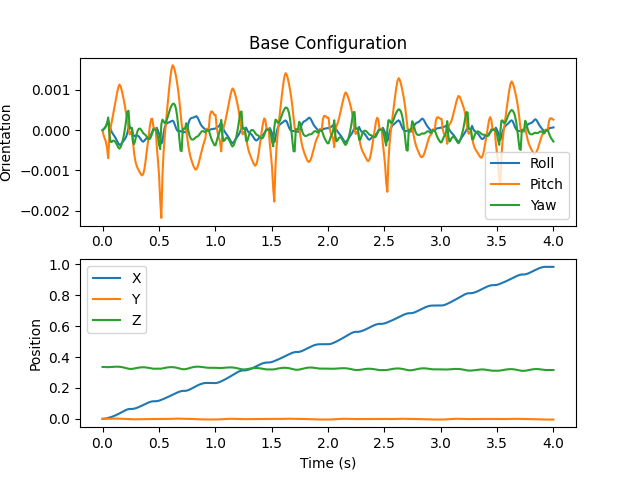 Base Configuration
Orientation
0.001
0.000
−0.001
−0.002
Roll
Pitch
Yaw
0.0 0.5 1.0 1.5 2.0 2.5 3.0 3.5 4.0
Position
1.0
0.8
0.6
0.4
0.2
0.0
X
Y
Z
0.0 0.5 1.0 1.5 2.0 2.5 3.0 3.5 4.0
Time (s)